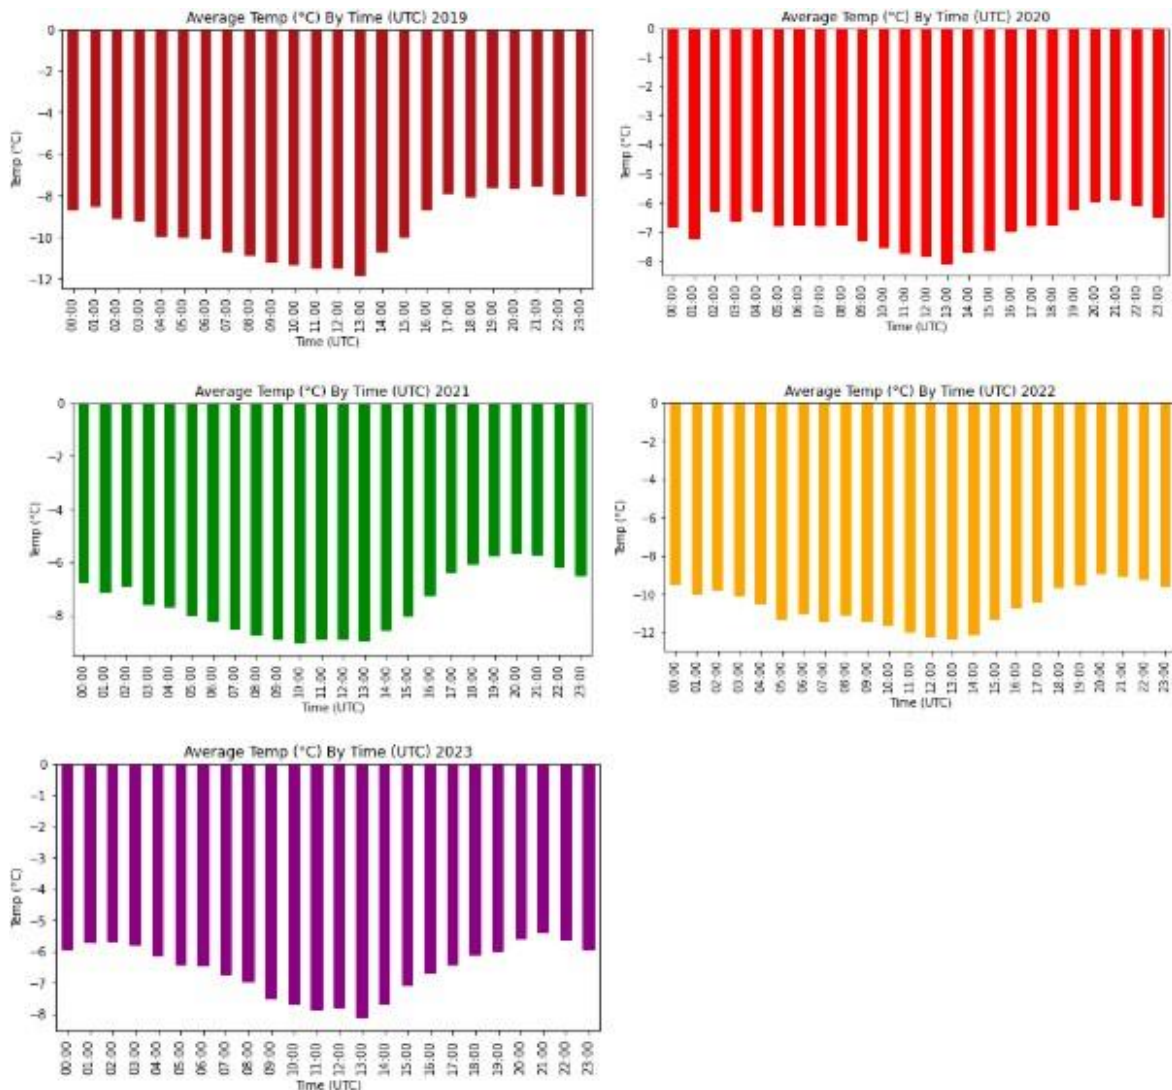 Average Temp (°C) By Time (UTC) 2019
0
−2
−4
−6
−8
−10
−12
Temp (°C)
00:00 01:00 02:00 03:00 04:00 05:00 06:00 07:00 08:00 09:00 10:00 11:00 12:00 13:00 14:00 15:00 16:00 17:00 18:00 19:00 20:00 21:00 22:00 23:00
Time (UTC)
Average Temp (°C) By Time (UTC) 2020
0
−1
−2
−3
−4
−5
−6
−7
−8
Temp (°C)
00:00 01:00 02:00 03:00 04:00 05:00 06:00 07:00 08:00 09:00 10:00 11:00 12:00 13:00 14:00 15:00 16:00 17:00 18:00 19:00 20:00 21:00 22:00 23:00
Time (UTC)
Average Temp (°C) By Time (UTC) 2021
0
−2
−4
−6
−8
Temp (°C)
00:00 01:00 02:00 03:00 04:00 05:00 06:00 07:00 08:00 09:00 10:00 11:00 12:00 13:00 14:00 15:00 16:00 17:00 18:00 19:00 20:00 21:00 22:00 23:00
Time (UTC)
Average Temp (°C) By Time (UTC) 2022
0
−2
−4
−6
−8
−10
−12
Temp (°C)
00:00 01:00 02:00 03:00 04:00 05:00 06:00 07:00 08:00 09:00 10:00 11:00 12:00 13:00 14:00 15:00 16:00 17:00 18:00 19:00 20:00 21:00 22:00 23:00
Time (UTC)
Average Temp (°C) By Time (UTC) 2023
0
−1
−2
−3
−4
−5
−6
−7
−8
Temp (°C)
00:00 01:00 02:00 03:00 04:00 05:00 06:00 07:00 08:00 09:00 10:00 11:00 12:00 13:00 14:00 15:00 16:00 17:00 18:00 19:00 20:00 21:00 22:00 23:00
Time (UTC)